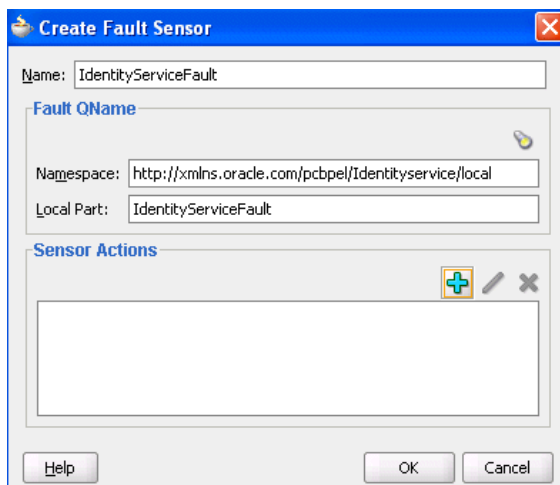 Create Fault Sensor
Name: IdentityServiceFault
Fault QName
Namespace: http://xmlns.oracle.com/pcbpel/Identityservice/local
Local Part: IdentityServiceFault
Sensor Actions
Help OK Cancel